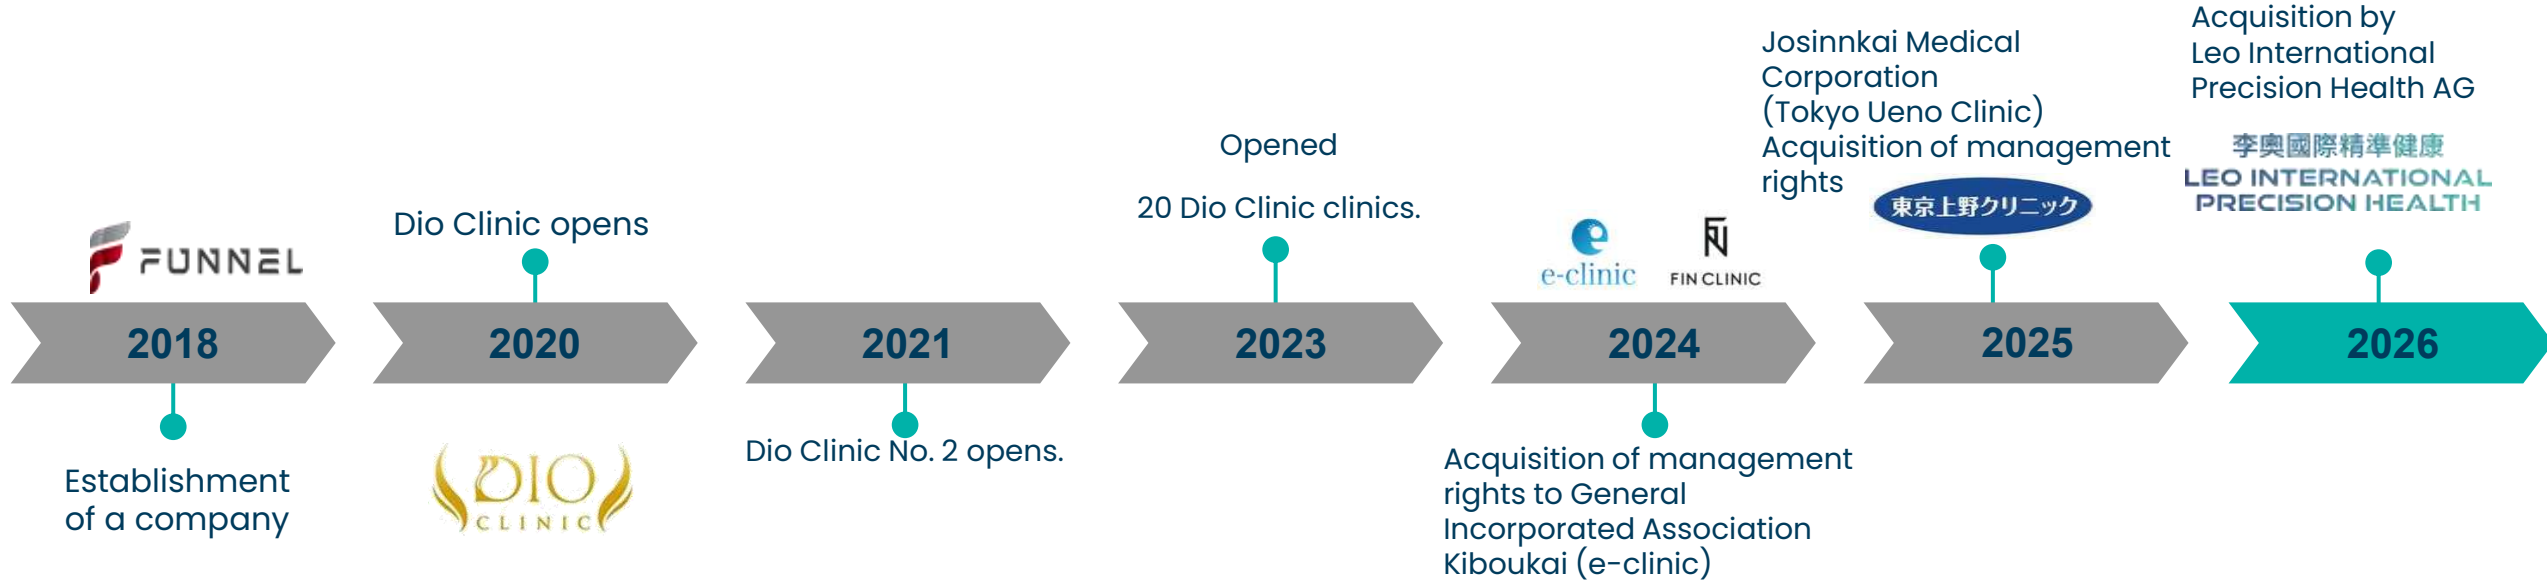 FUNNEL
2018
Establishment
of a company
Dio Clinic opens
2020
DIO
CLINIC
2021
Dio Clinic No. 2 opens.
Opened
20 Dio Clinic clinics.
2023
e
e-clinic
FIN CLINIC
2024
Acquisition of management
rights to General
Incorporated Association
Kiboukai (e-clinic)
Josinnkai Medical
Corporation
(Tokyo Ueno Clinic)
Acquisition of management
rights
東京上野クリニック
2025
Acquisition by
Leo International
Precision Health AG
李奧國際精準健康
LEO INTERNATIONAL
PRECISION HEALTH
2026